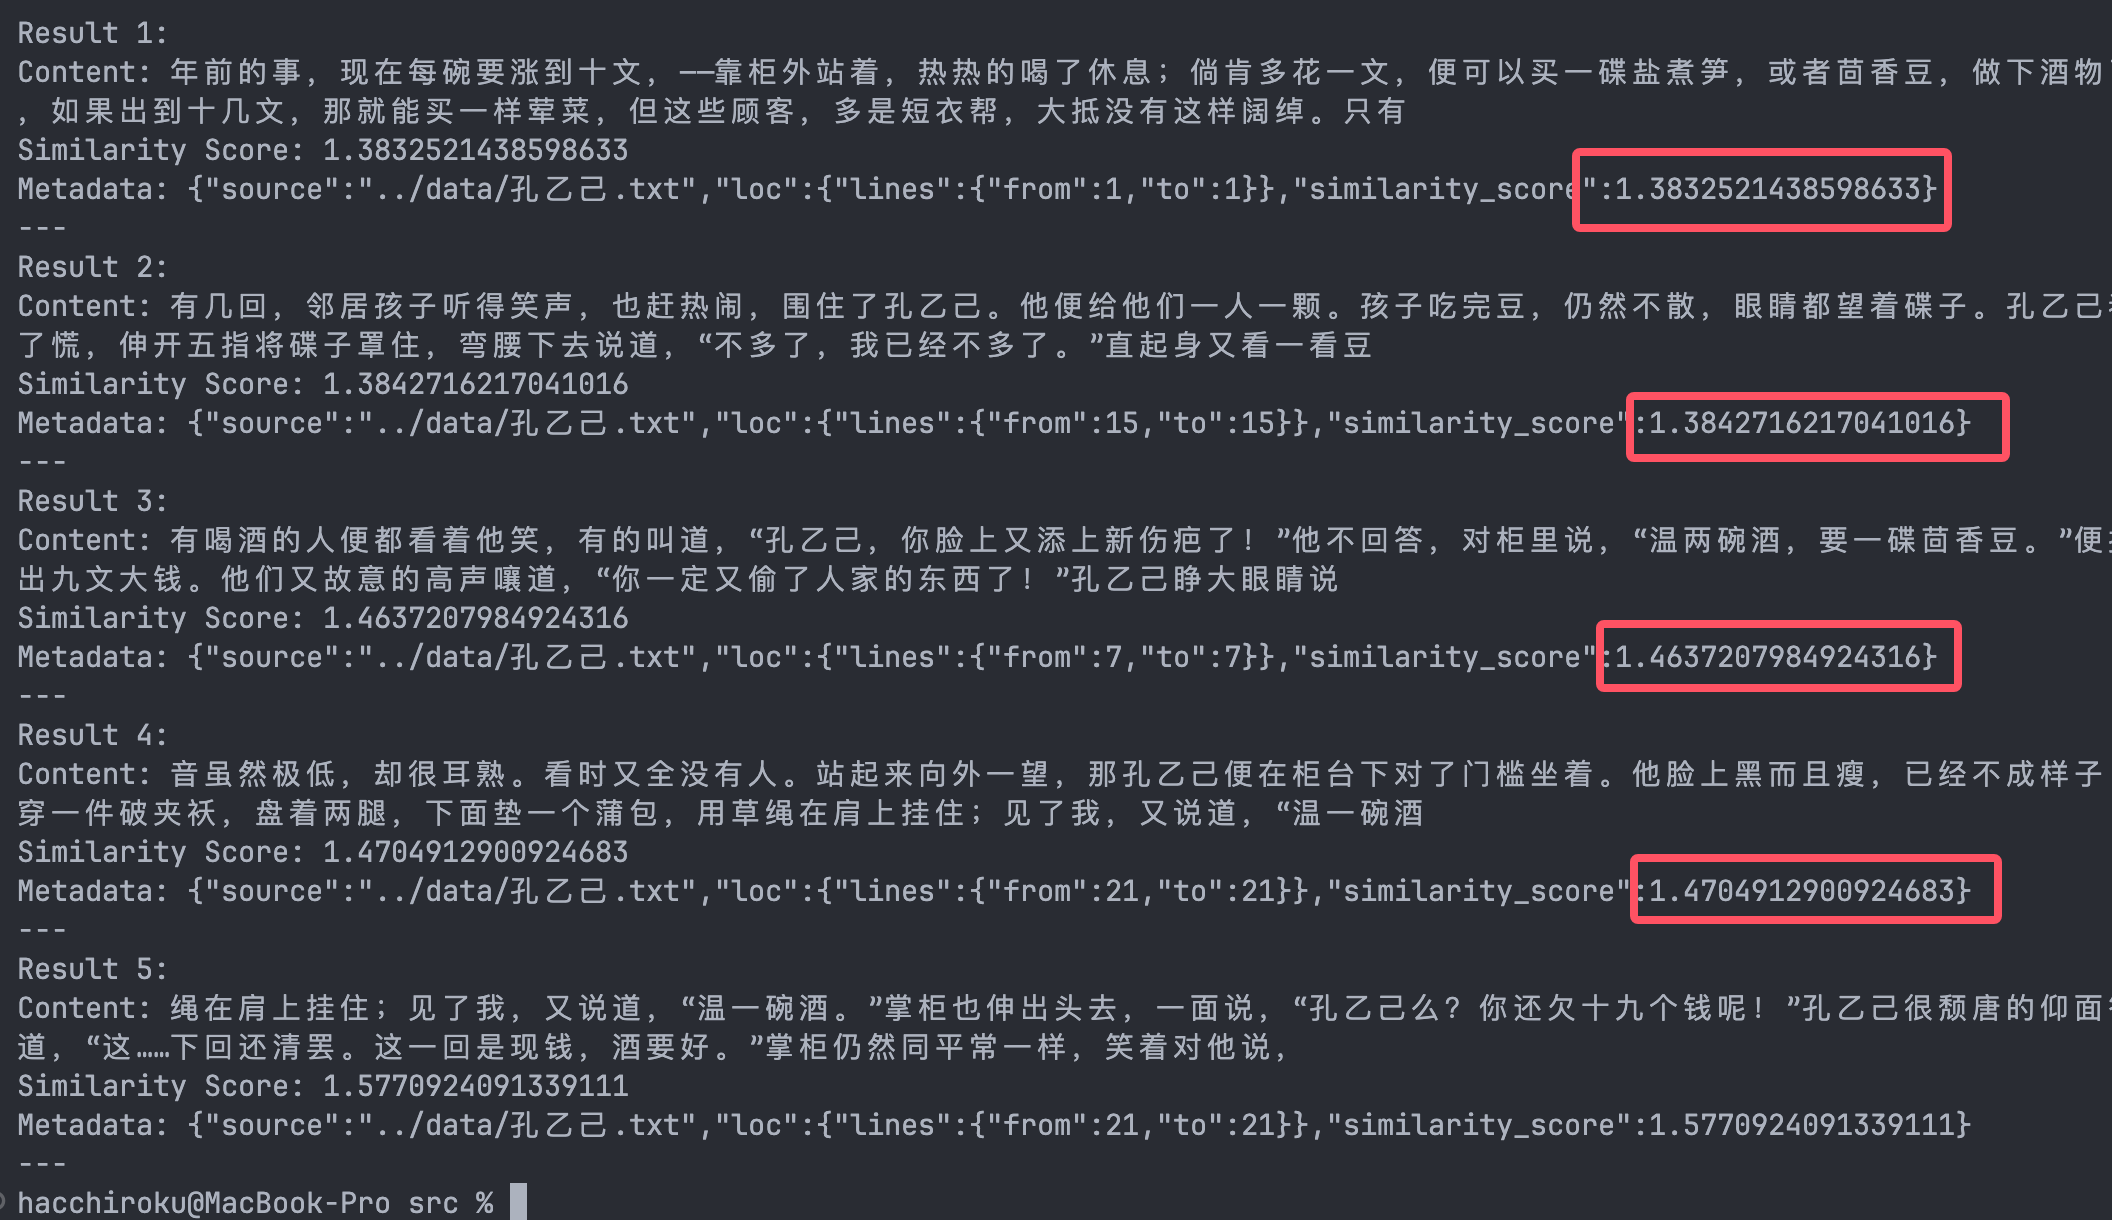 Result 1:
Content: 年前的事，现在每碗要涨到十文，——靠柜外站着，热热的喝了休息；倘肯多花一文，便可以买一碟盐煮笋，或者茴香豆，做下酒物
，如果出到十几文，那就能买一样荤菜，但这些顾客，多是短衣帮，大抵没有这样阔绰。只有
Similarity Score: 1.3832521438598633
Metadata: {"source":"../data/孔乙己.txt","loc":{"lines":{"from":1,"to":1}},"similarity_score":1.3832521438598633}
---
Result 2:
Content: 有几回，邻居孩子听得笑声，也赶热闹，围住了孔乙己。他便给他们一人一颗。孩子吃完豆，仍然不散，眼睛都望着碟子。孔乙己
了慌，伸开五指将碟子罩住，弯腰下去说道，“不多了，我已经不多了。”直起身又看一看豆
Similarity Score: 1.3842716217041016
Metadata: {"source":"../data/孔乙己.txt","loc":{"lines":{"from":15,"to":15}},"similarity_score":1.3842716217041016}
---
Result 3:
Content: 有喝酒的人便都看着他笑，有的叫道，“孔乙己，你脸上又添上新伤疤了！”他不回答，对柜里说，“温两碗酒，要一碟茴香豆。”便
出九文大钱。他们又故意的高声嚷道，“你一定又偷了人家的东西了！”孔乙己睁大眼睛说
Similarity Score: 1.4637207984924316
Metadata: {"source":"../data/孔乙己.txt","loc":{"lines":{"from":7,"to":7}},"similarity_score":1.4637207984924316}
---
Result 4:
Content: 音虽然极低，却很耳熟。看时又全没有人。站起来向外一望，那孔乙己便在柜台下对了门槛坐着。他脸上黑而且瘦，已经不成样子
穿一件破夹袄，盘着两腿，下面垫一个蒲包，用草绳在肩上挂住；见了我，又说道，“温一碗酒
Similarity Score: 1.4704912900924683
Metadata: {"source":"../data/孔乙己.txt","loc":{"lines":{"from":21,"to":21}},"similarity_score":1.4704912900924683}
---
Result 5:
Content: 绳在肩上挂住；见了我，又说道，“温一碗酒。”掌柜也伸出头去，一面说，“孔乙己么？你还欠十九个钱呢！”孔乙己很颓唐的仰面
道，“这……下回还清罢。这一回是现钱，酒要好。”掌柜仍然同平常一样，笑着对他说，
Similarity Score: 1.5770924091339111
Metadata: {"source":"../data/孔乙己.txt","loc":{"lines":{"from":21,"to":21}},"similarity_score":1.5770924091339111}
---
hacchiroku@MacBook-Pro src %